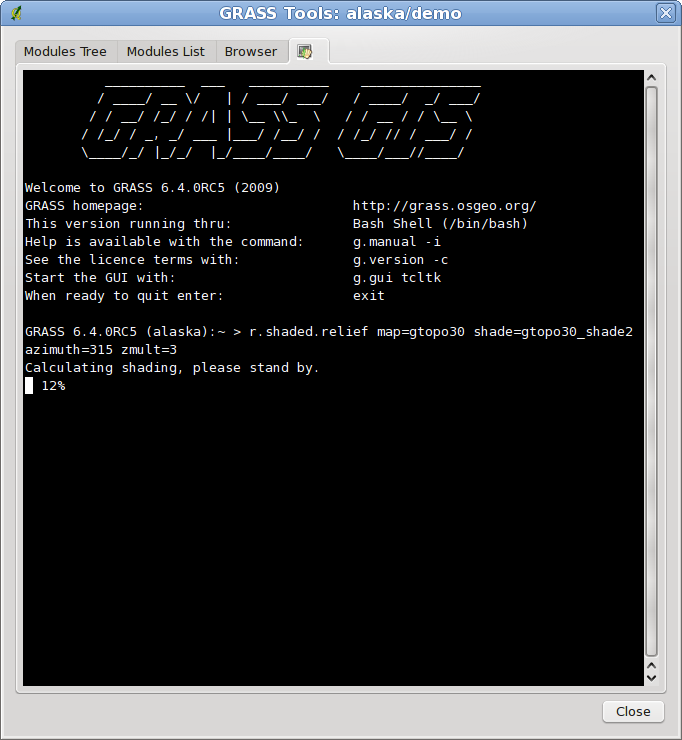 GRASS Tools: alaska/demo
Modules Tree Modules List Browser
GRASS GIS
Welcome to GRASS 6.4.0RC5 (2009)
GRASS homepage: http://grass.osgeo.org/
This version running thru: Bash Shell (/bin/bash)
Help is available with the command: g.manual -i
See the licence terms with: g.version -c
Start the GUI with: g.gui tcltk
When ready to quit enter: exit
GRASS 6.4.0RC5 (alaska):~ > r.shaded.relief map=gtopo30 shade=gtopo30_shade2
azimuth=315 zmult=3
Calculating shading, please stand by.
12%
Close